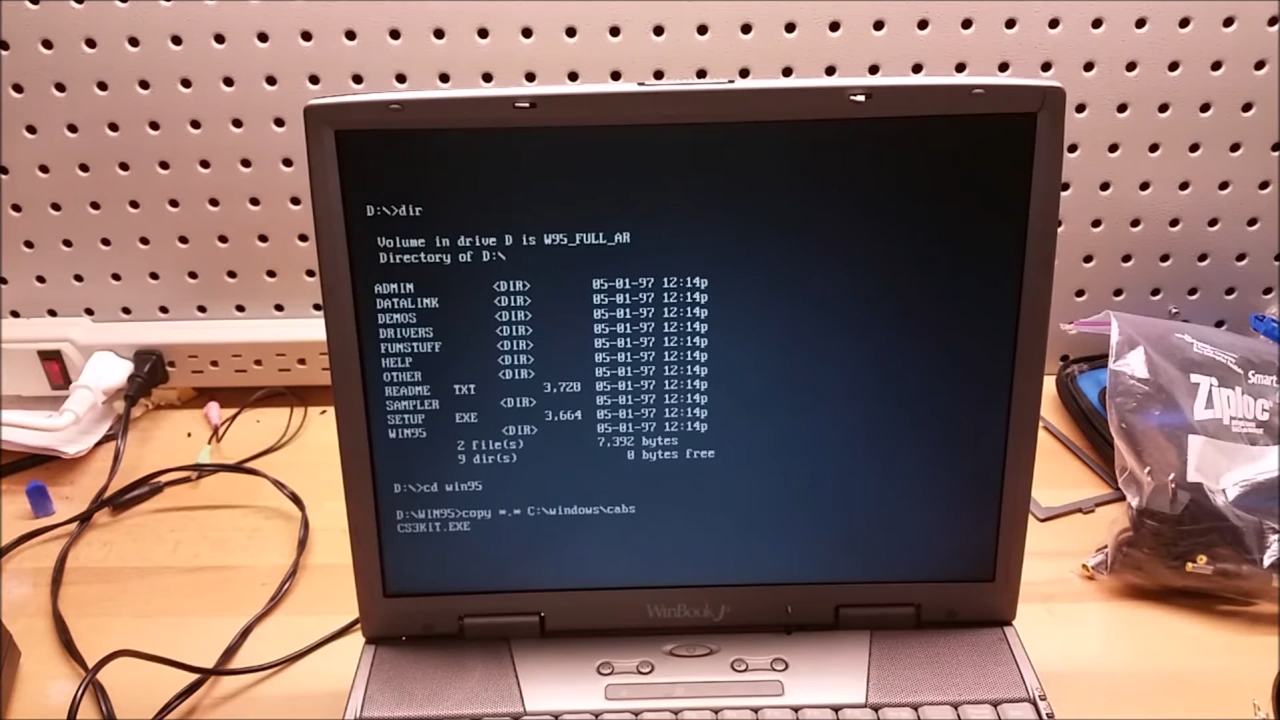 D:\>dir
Volume in drive D is W95_FULL_AR
Directory of D:\
ADMIN <DIR> 05-01-97 12:14p
DATALINK <DIR> 05-01-97 12:14p
DEMOS <DIR> 05-01-97 12:14p
DRIVERS <DIR> 05-01-97 12:14p
FUNSTUFF <DIR> 05-01-97 12:14p
HELP <DIR> 05-01-97 12:14p
OTHER <DIR> 05-01-97 12:14p
README TXT 3,728 05-01-97 12:14p
SAMPLER <DIR> 05-01-97 12:14p
SETUP EXE 3,664 05-01-97 12:14p
WIN95 <DIR> 05-01-97 12:14p
2 file(s) 7,392 bytes
9 dir(s) 0 bytes free
D:\>cd win95
D:\WIN95>copy *.* C:\windows\cabs
CS3KIT.EXE
WinBook
Ziploc
Smart